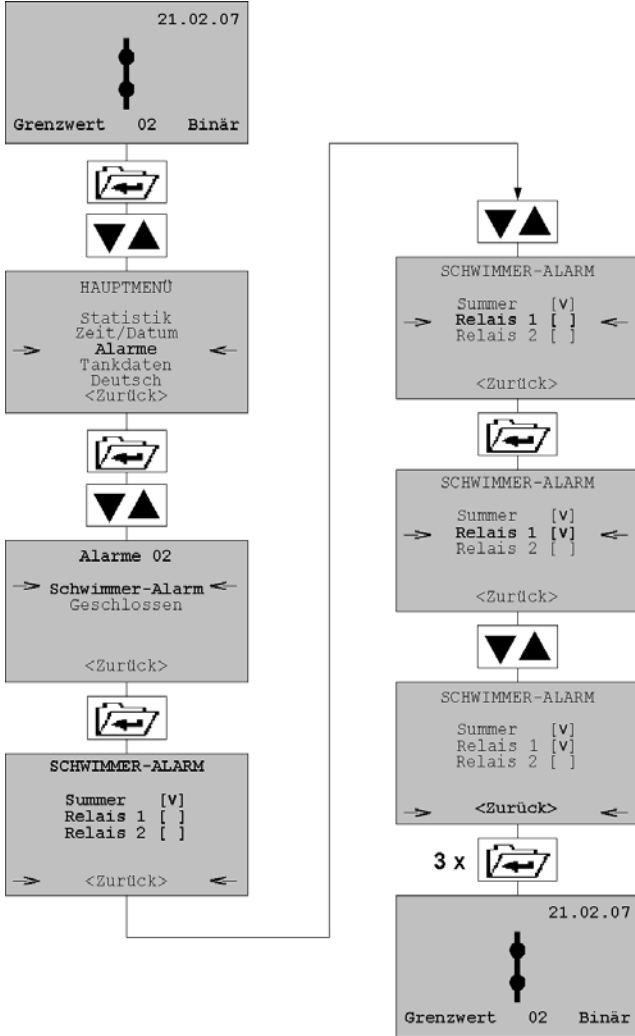 21.02.07
Grenzwert 02 Binär
HAUPTMENÜ
Statistik
Zeit/Datum
Alarme
Tankdaten
Deutsch
<Zurück>
Alarme 02
Schwimmer-Alarm
Geschlossen
<Zurück>
SCHWIMMER-ALARM
Summer [V]
Relais 1 [ ]
Relais 2 [ ]
<Zurück>
SCHWIMMER-ALARM
Summer [V]
Relais 1 [ ]
Relais 2 [ ]
<Zurück>
SCHWIMMER-ALARM
Summer [V]
Relais 1 [V]
Relais 2 [ ]
<Zurück>
SCHWIMMER-ALARM
Summer [V]
Relais 1 [V]
Relais 2 [ ]
<Zurück>
3 x
21.02.07
Grenzwert 02 Binär